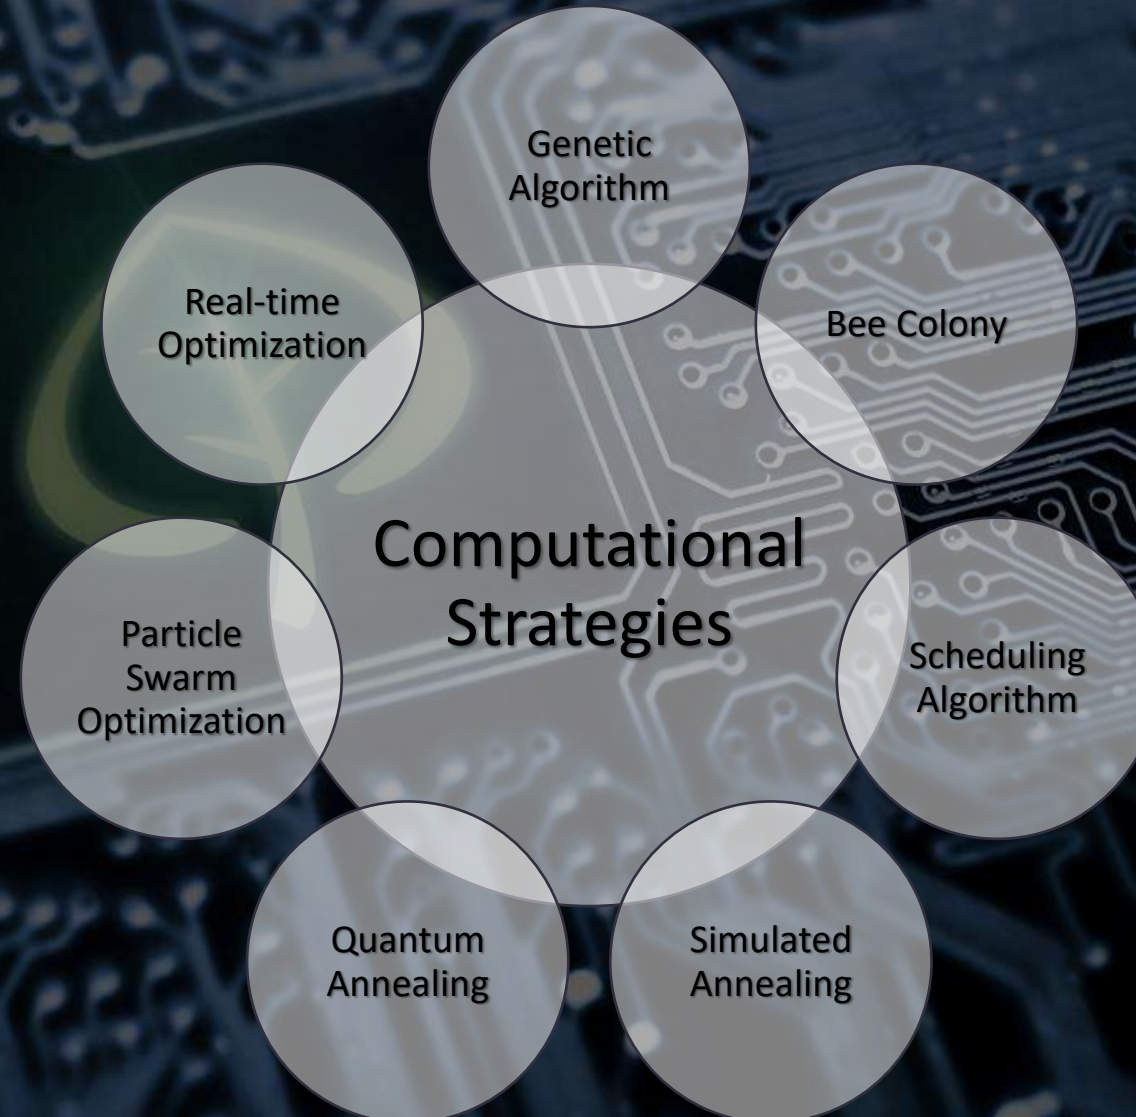 Genetic
Algorithm
Bee Colony
Scheduling
Algorithm
Simulated
Annealing
Quantum
Annealing
Particle
Swarm
Optimization
Real-time
Optimization
Computational
Strategies